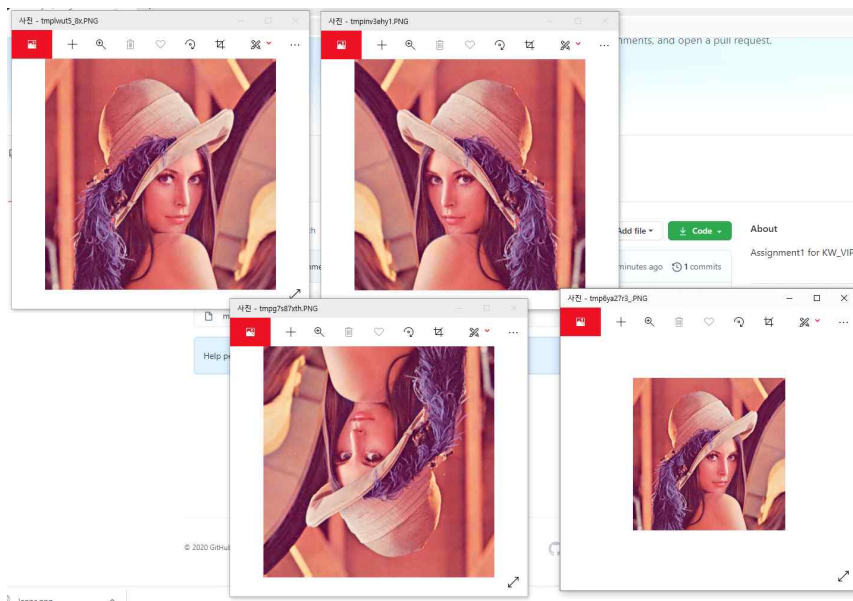 사진 - tmplwut5_8x.PNG
사진 - tmpinv3ehy1.PNG
nments, and open a pull request.
Add file
Code
About
Assignment1 for KW_VIP
minutes ago
1 commits
사진 - tmpg7s87xth.PNG
사진 - tmp6ya27r3_.PNG
Help pe
© 2020 GitHub